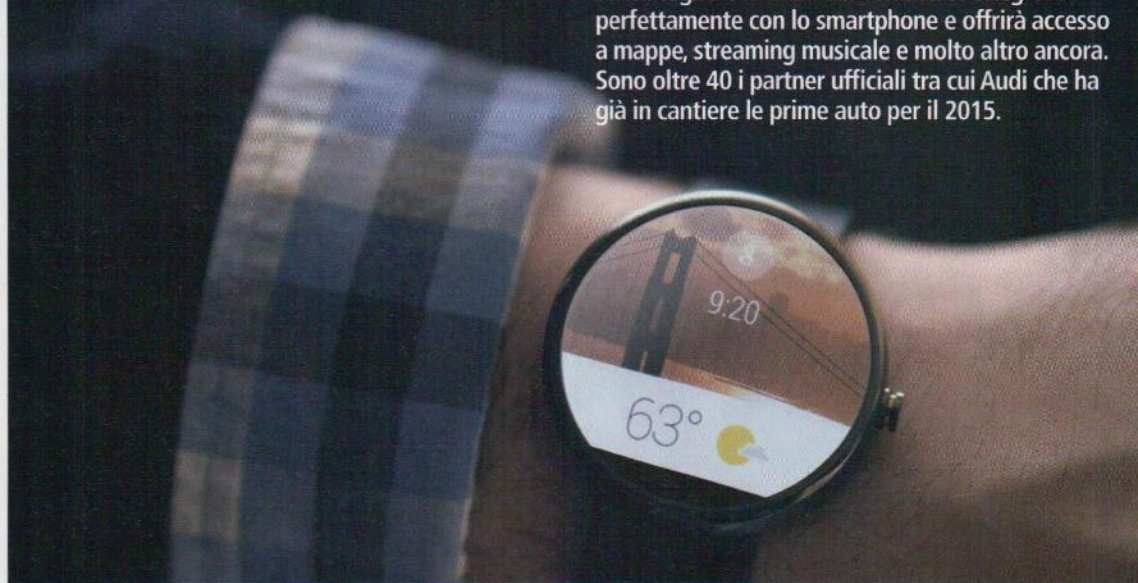 perfettamente con lo smartphone e offrirà accesso
a mappe, streaming musicale e molto altro ancora.
Sono oltre 40 i partner ufficiali tra cui Audi che ha
già in cantiere le prime auto per il 2015.
9:20
63°